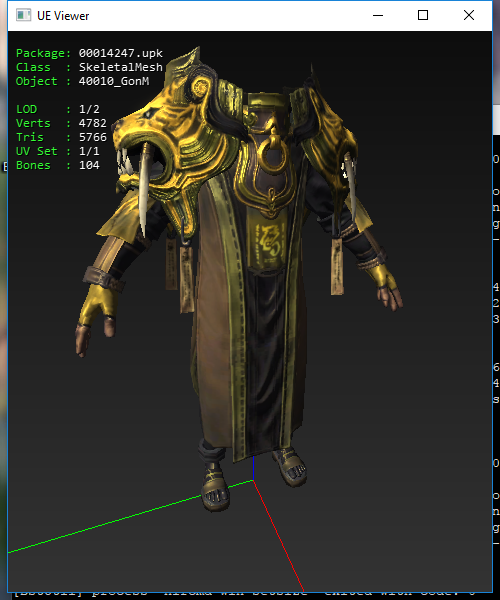 UE Viewer
Package: 00014247.upk
Class  : SkeletalMesh
Object : 40010_GonM
LOD    : 1/2
Verts  : 4782
Tris   : 5766
UV Set : 1/1
Bones  : 104